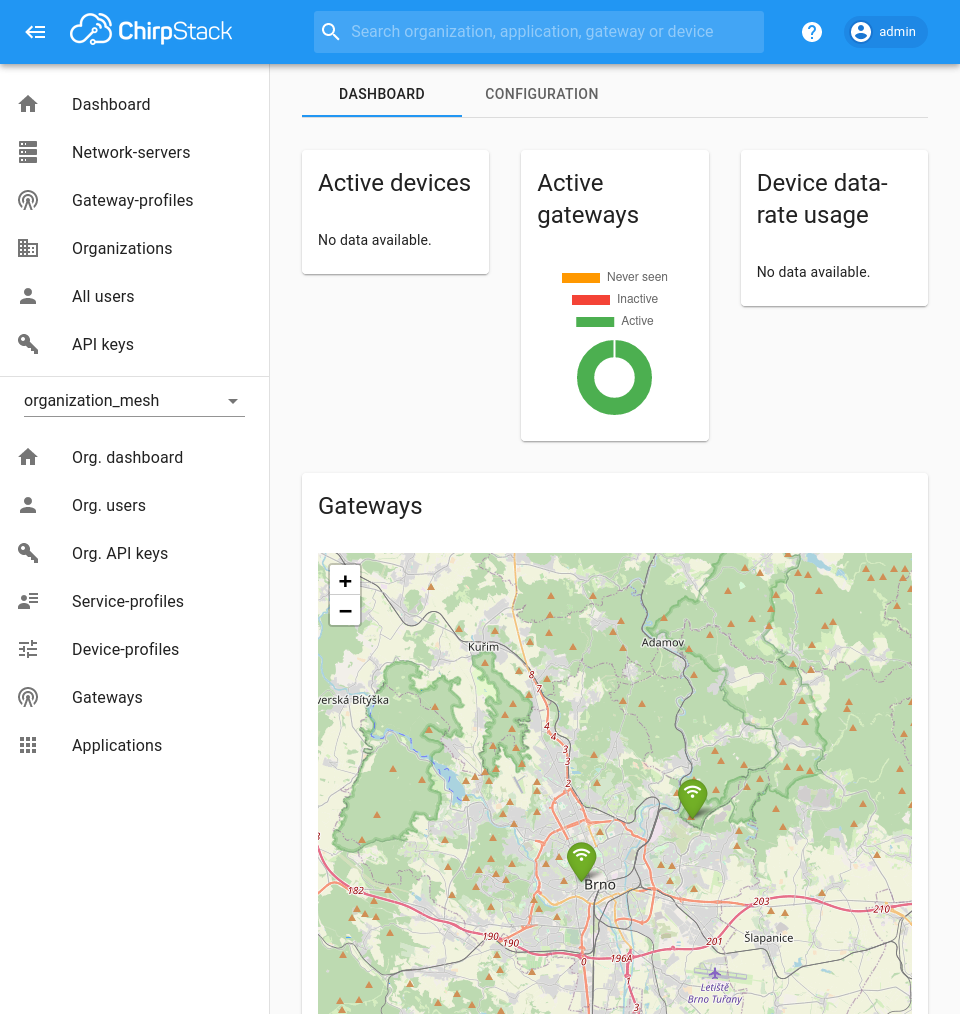 ChirpStack
Search organization, application, gateway or device
?
admin
Dashboard
Network-servers
Gateway-profiles
Organizations
All users
API keys
organization_mesh
Org. dashboard
Org. users
Org. API keys
Service-profiles
Device-profiles
Gateways
Applications
DASHBOARD
CONFIGURATION
Active devices
No data available.
Active
gateways
Never seen
Inactive
Active
Device data-
rate usage
No data available.
Gateways
+
−
Kuřim
Adamov
verská Bítýška
8
7
4
4
3
3
2
Brno
182
203
210
190
190
201
196A
0
Šlapanice
1
3
Letiště
Brno Tuřany
3